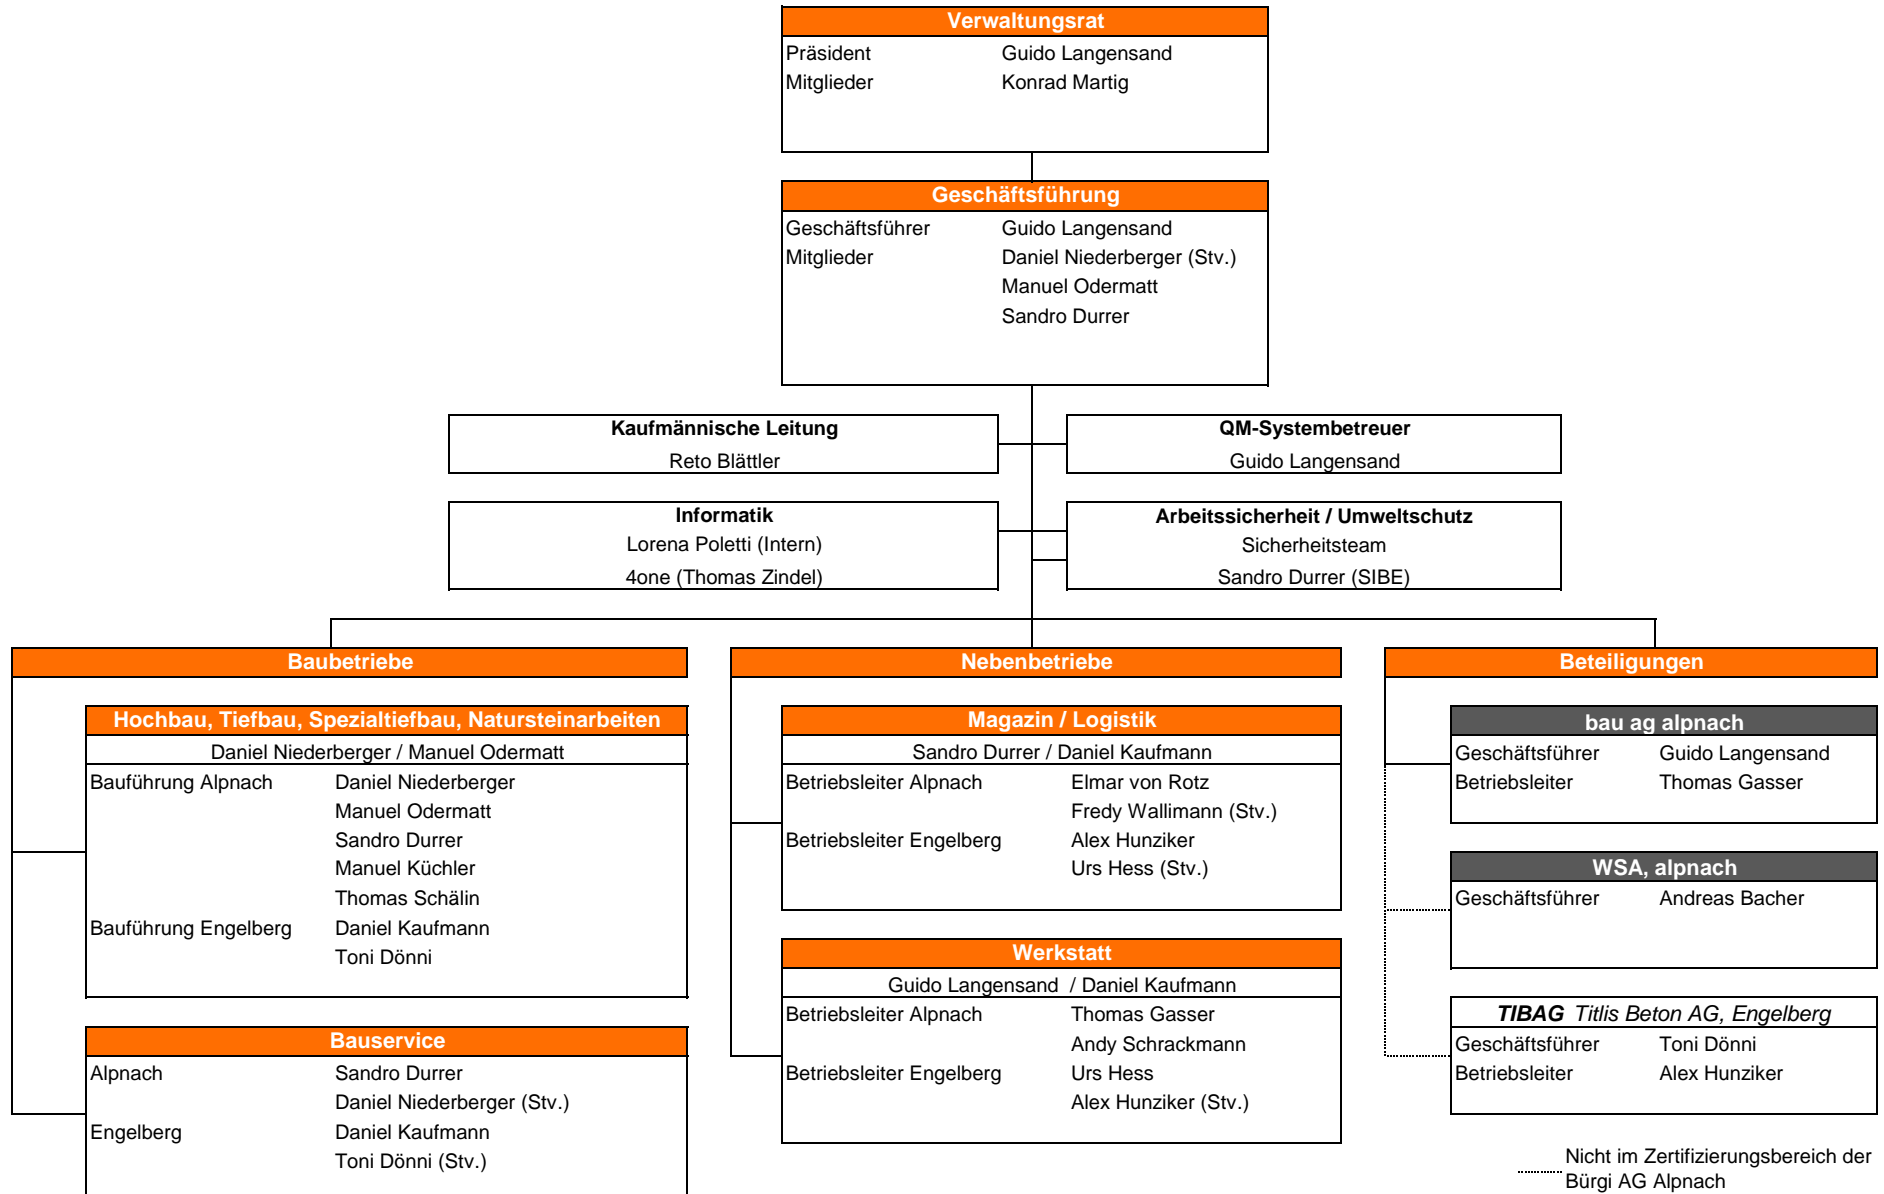 Verwaltungsrat
Präsident Guido Langensand
Mitglieder Konrad Martig
Geschäftsführung
Geschäftsführer Guido Langensand
Mitglieder Daniel Niederberger (Stv.)
Manuel Odermatt
Sandro Durrer
Kaufmännische Leitung
Reto Blättler
QM-Systembetreuer
Guido Langensand
Informatik
Lorena Poletti (Intern)
4one (Thomas Zindel)
Arbeitssicherheit / Umweltschutz
Sicherheitsteam
Sandro Durrer (SIBE)
Baubetriebe
Hochbau, Tiefbau, Spezialtiefbau, Natursteinarbeiten
Daniel Niederberger / Manuel Odermatt
Bauführung Alpnach Daniel Niederberger
Manuel Odermatt
Sandro Durrer
Manuel Küchler
Thomas Schälin
Bauführung Engelberg Daniel Kaufmann
Toni Dönni
Bauservice
Alpnach Sandro Durrer
Daniel Niederberger (Stv.)
Engelberg Daniel Kaufmann
Toni Dönni (Stv.)
Nebenbetriebe
Magazin / Logistik
Sandro Durrer / Daniel Kaufmann
Betriebsleiter Alpnach Elmar von Rotz
Fredy Wallimann (Stv.)
Betriebsleiter Engelberg Alex Hunziker
Urs Hess (Stv.)
Werkstatt
Guido Langensand / Daniel Kaufmann
Betriebsleiter Alpnach Thomas Gasser
Andy Schrackmann
Betriebsleiter Engelberg Urs Hess
Alex Hunziker (Stv.)
Beteiligungen
bau ag alpnach
Geschäftsführer Guido Langensand
Betriebsleiter Thomas Gasser
WSA, alpnach
Geschäftsführer Andreas Bacher
TIBAG Titlis Beton AG, Engelberg
Geschäftsführer Toni Dönni
Betriebsleiter Alex Hunziker
Nicht im Zertifizierungsbereich der
Bürgi AG Alpnach